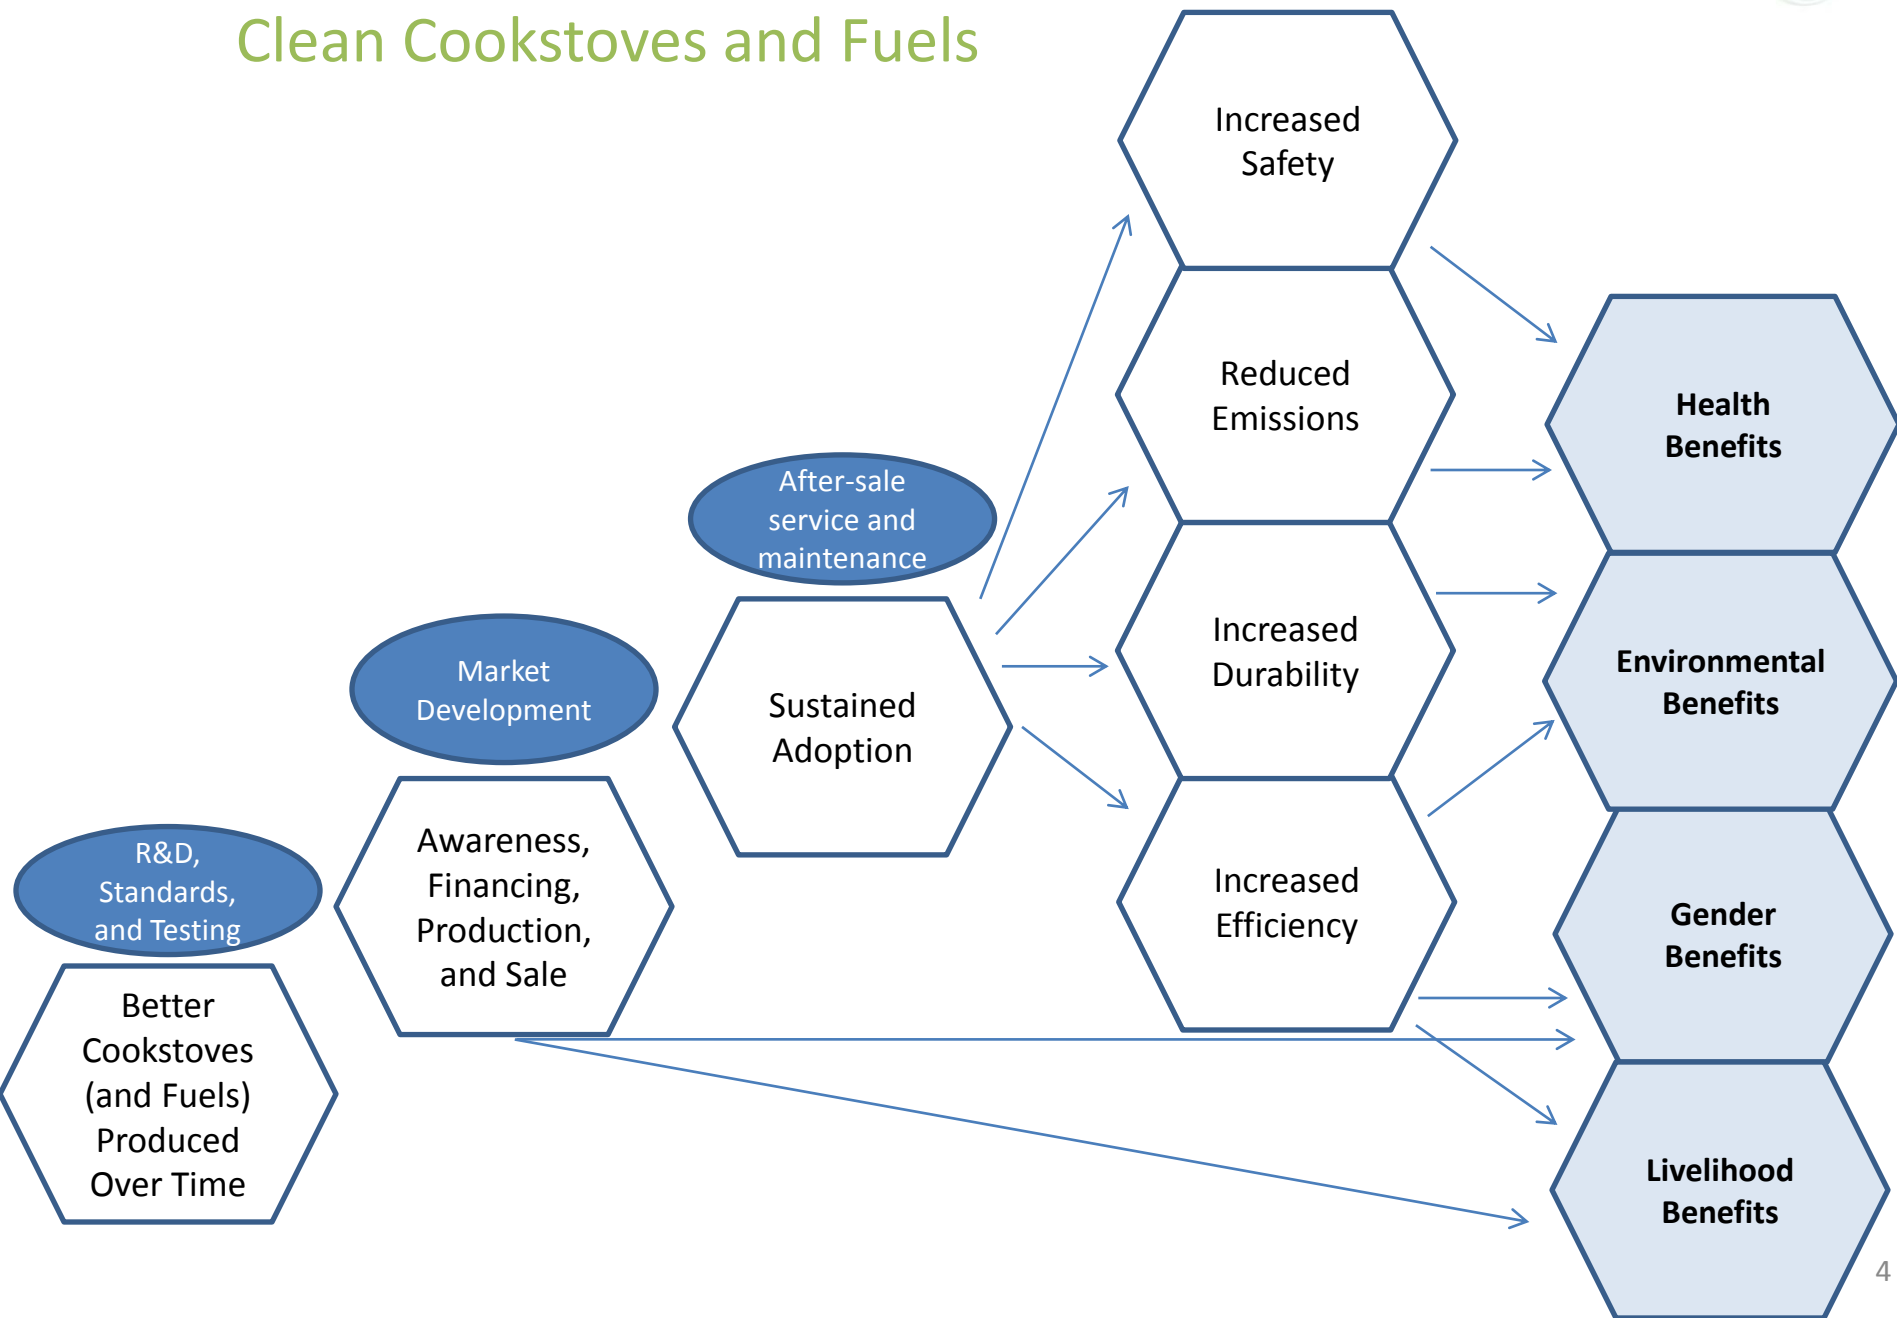 Clean Cookstoves and Fuels
R&D,
Standards,
and Testing
Better
Cookstoves
(and Fuels)
Produced
Over Time
Market
Development
Awareness,
Financing,
Production,
and Sale
After-sale
service and
maintenance
Sustained
Adoption
Increased
Safety
Reduced
Emissions
Increased
Durability
Increased
Efficiency
Health
Benefits
Environmental
Benefits
Gender
Benefits
Livelihood
Benefits
4